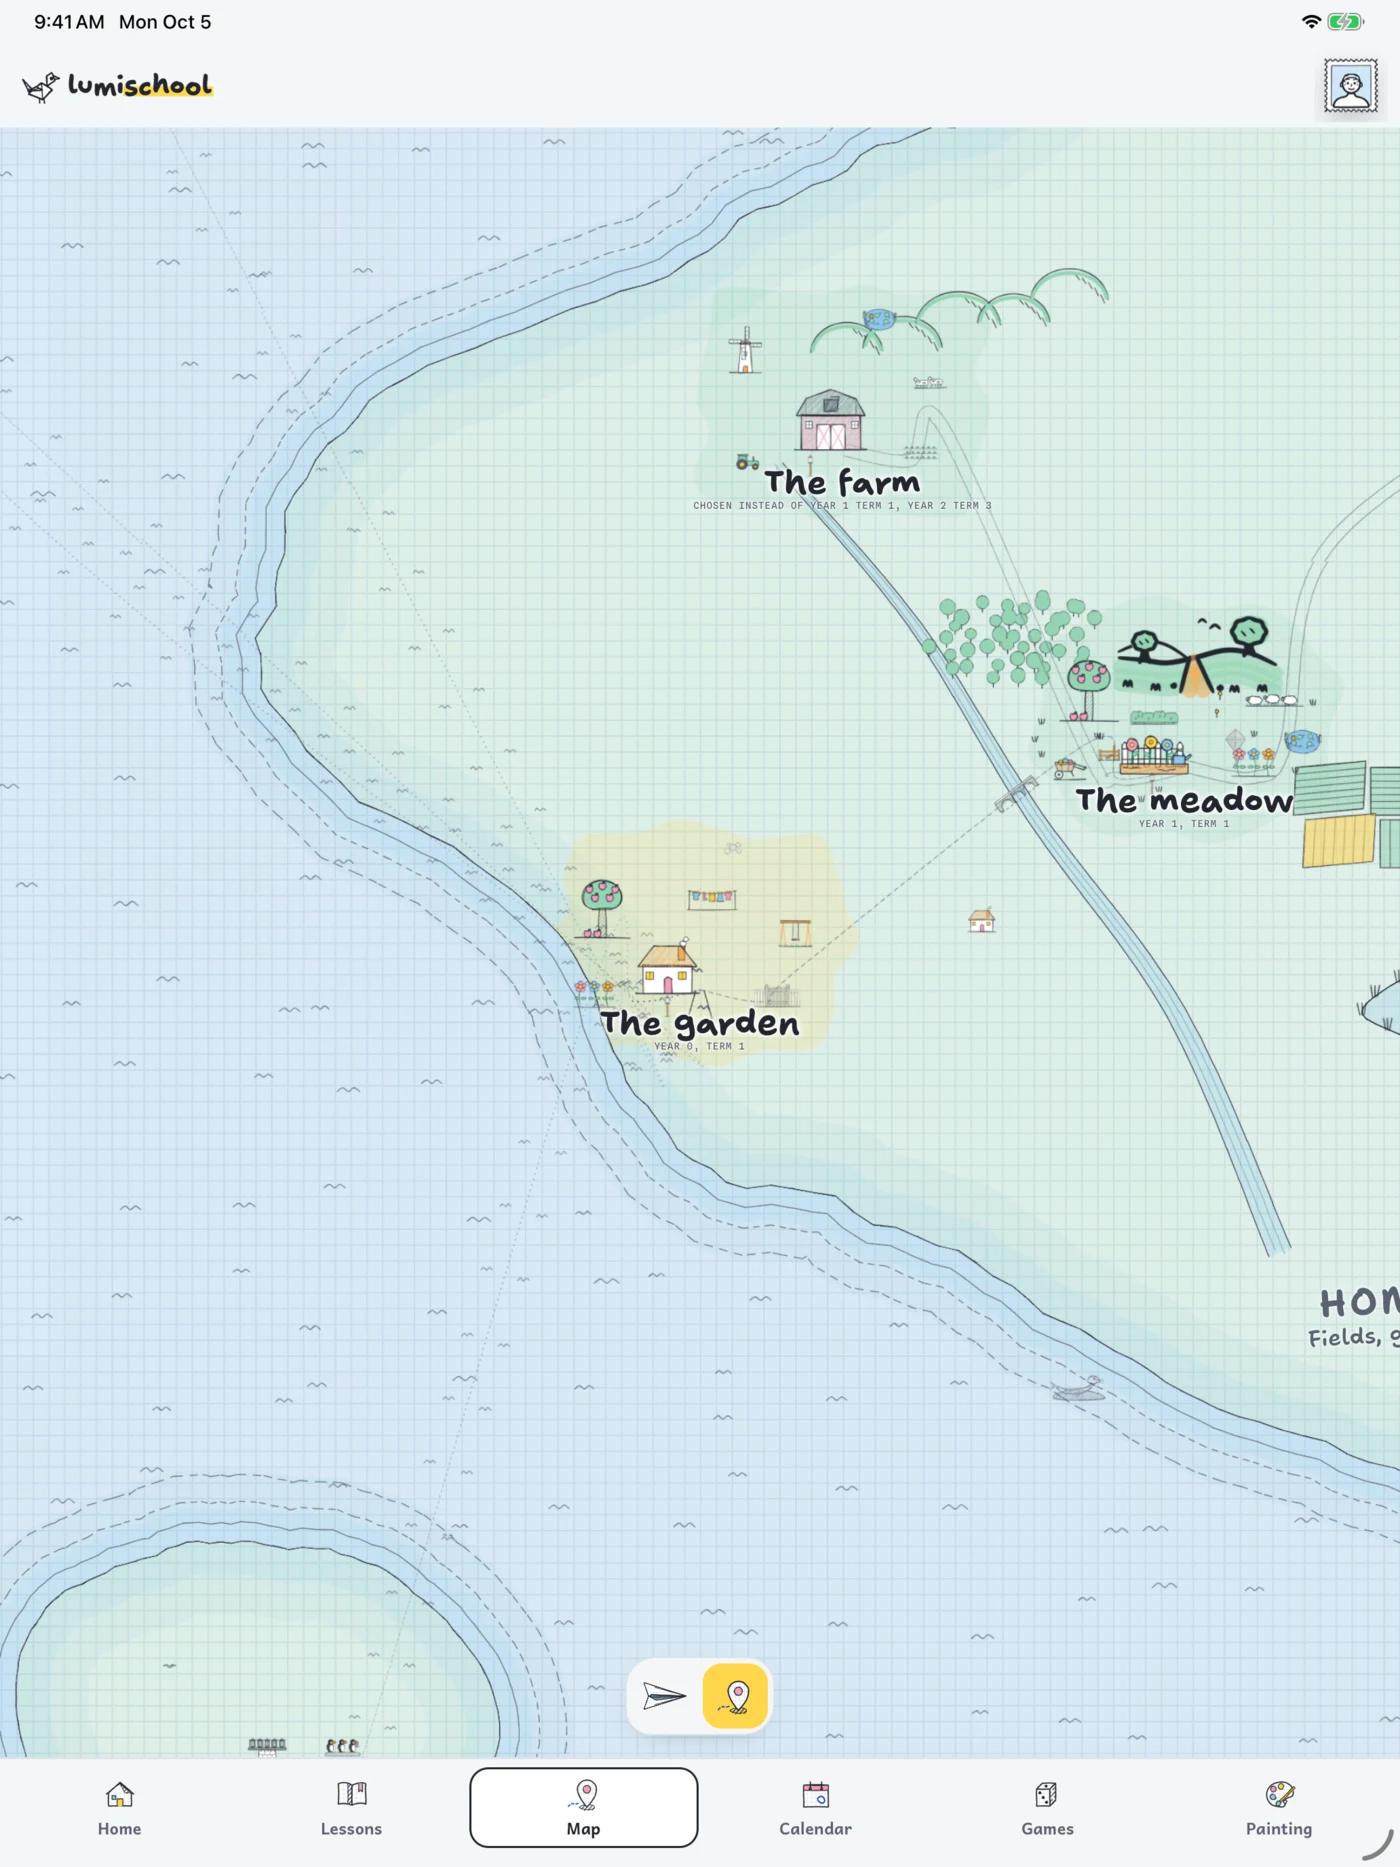 9:41 AM Mon Oct 5
lumischool
The farm
CHOSEN INSTEAD OF YEAR 1 TERM 1, YEAR 2 TERM 3
The meadow
YEAR 1, TERM 1
The garden
YEAR 0, TERM 1
HOM
Fields, g
Home Lessons Map Calendar Games Painting